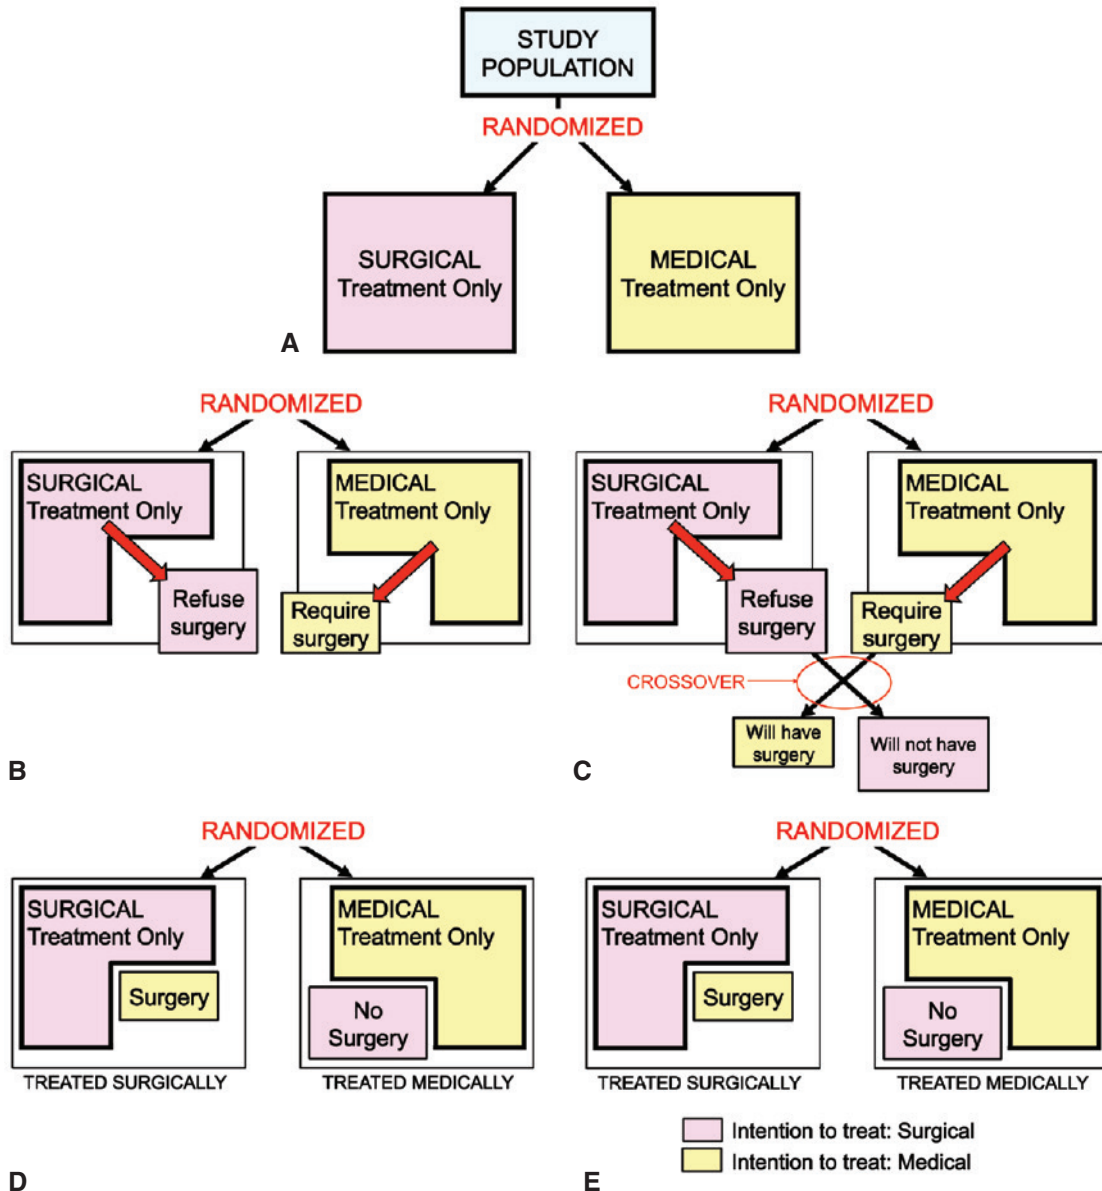 STUDY
POPULATION
RANDOMIZED
SURGICAL
Treatment Only
MEDICAL
Treatment Only
A
RANDOMIZED
SURGICAL
Treatment Only
Refuse
surgery
MEDICAL
Treatment Only
Require
surgery
B
RANDOMIZED
SURGICAL
Treatment Only
Refuse
surgery
MEDICAL
Treatment Only
Require
surgery
CROSSOVER
Will have
surgery
Will not have
surgery
C
RANDOMIZED
SURGICAL
Treatment Only
Surgery
TREATED SURGICALLY
MEDICAL
Treatment Only
No
Surgery
TREATED MEDICALLY
D
RANDOMIZED
SURGICAL
Treatment Only
Surgery
TREATED SURGICALLY
MEDICAL
Treatment Only
No
Surgery
TREATED MEDICALLY
Intention to treat: Surgical
Intention to treat: Medical
E